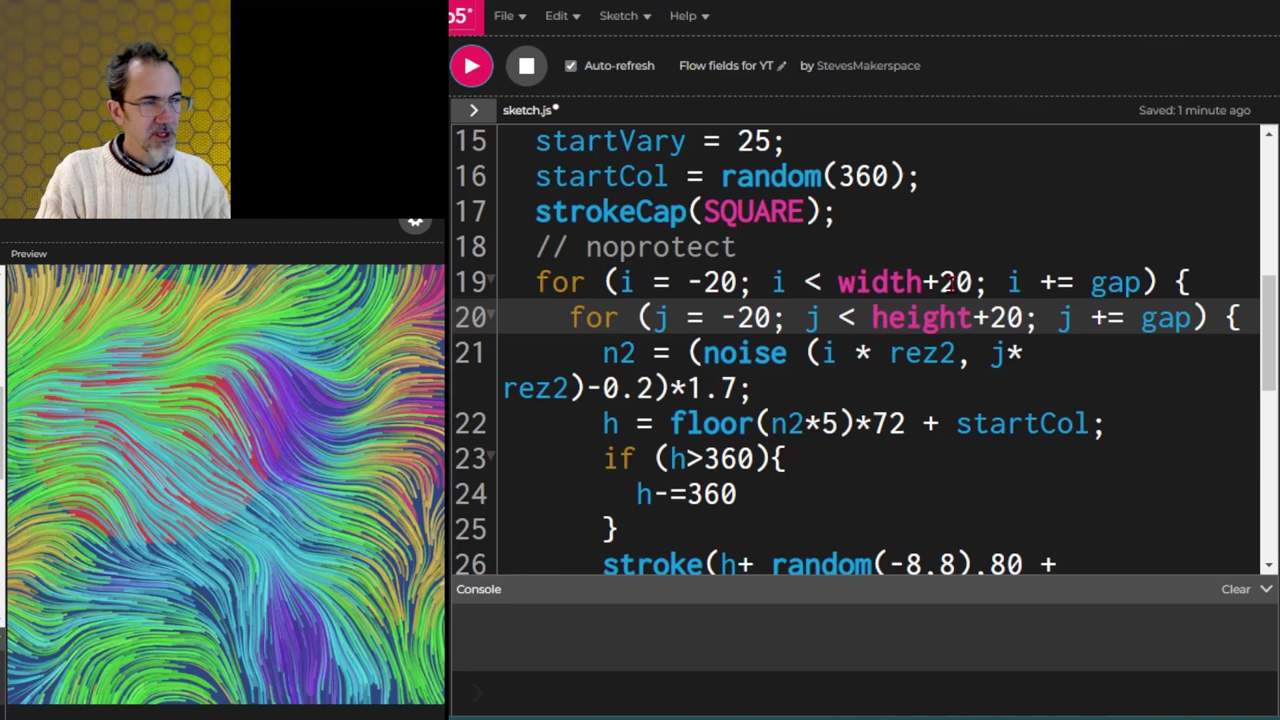 p5* File Edit Sketch Help
Auto-refresh Flow fields for YT by StevesMakerspace
> sketch.js• Saved: 1 minute ago
Preview
15 startVary = 25;
16 startCol = random(360);
17 strokeCap(SQUARE);
18 // noprotect
19 for (i = -20; i < width+20; i += gap) {
20 for (j = -20; j < height+20; j += gap) {
21 n2 = (noise (i * rez2, j*
rez2)-0.2)*1.7;
22 h = floor(n2*5)*72 + startCol;
23 if (h>360){
24 h-=360
25 }
26 stroke(h+ random(-8,8),80 +
Console Clear
>